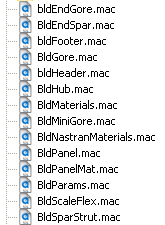 bldEndGore.mac
BldEndSpar.mac
bldFooter.mac
BldGore.mac
bldHeader.mac
BldHub.mac
BldMaterials.mac
BldMiniGore.mac
BldNastranMaterials.mac
BldPanel.mac
BldPanelMat.mac
BldParams.mac
BldScaleFlex.mac
BldSparStrut.mac